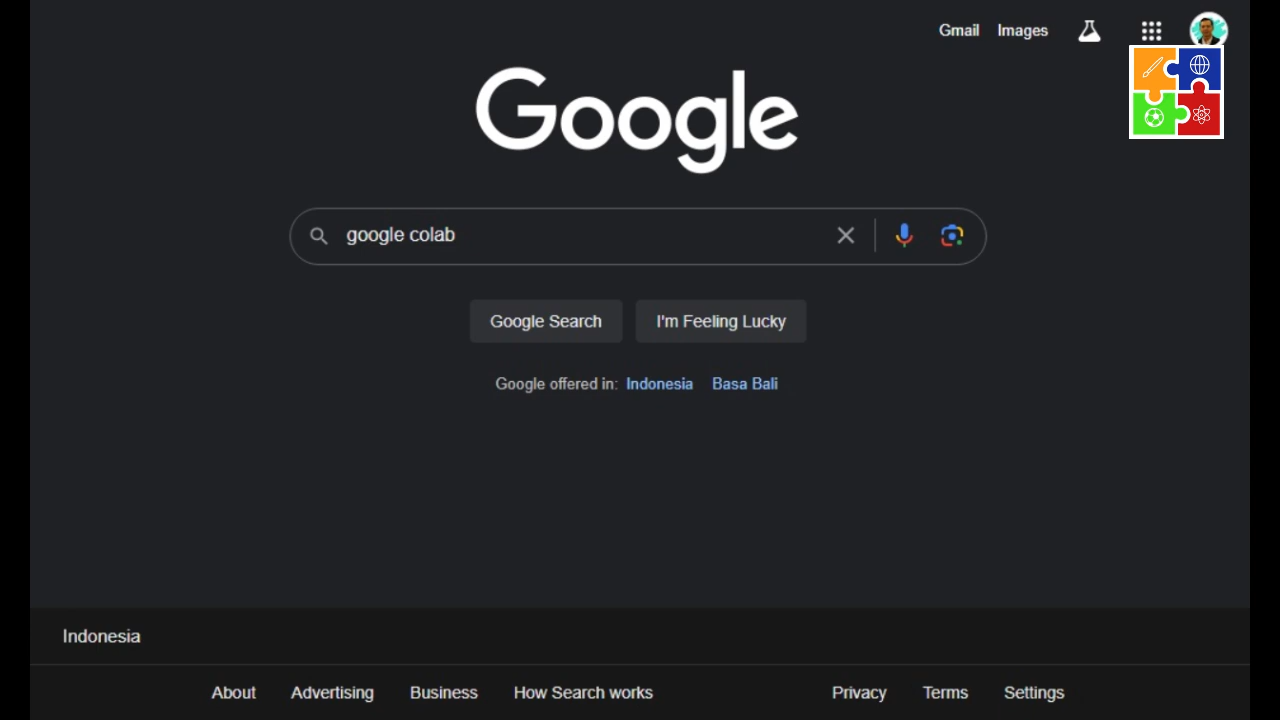 Gmail Images
Google
google colab
Google Search I'm Feeling Lucky
Google offered in: Indonesia Basa Bali
Indonesia
About Advertising Business How Search works Privacy Terms Settings